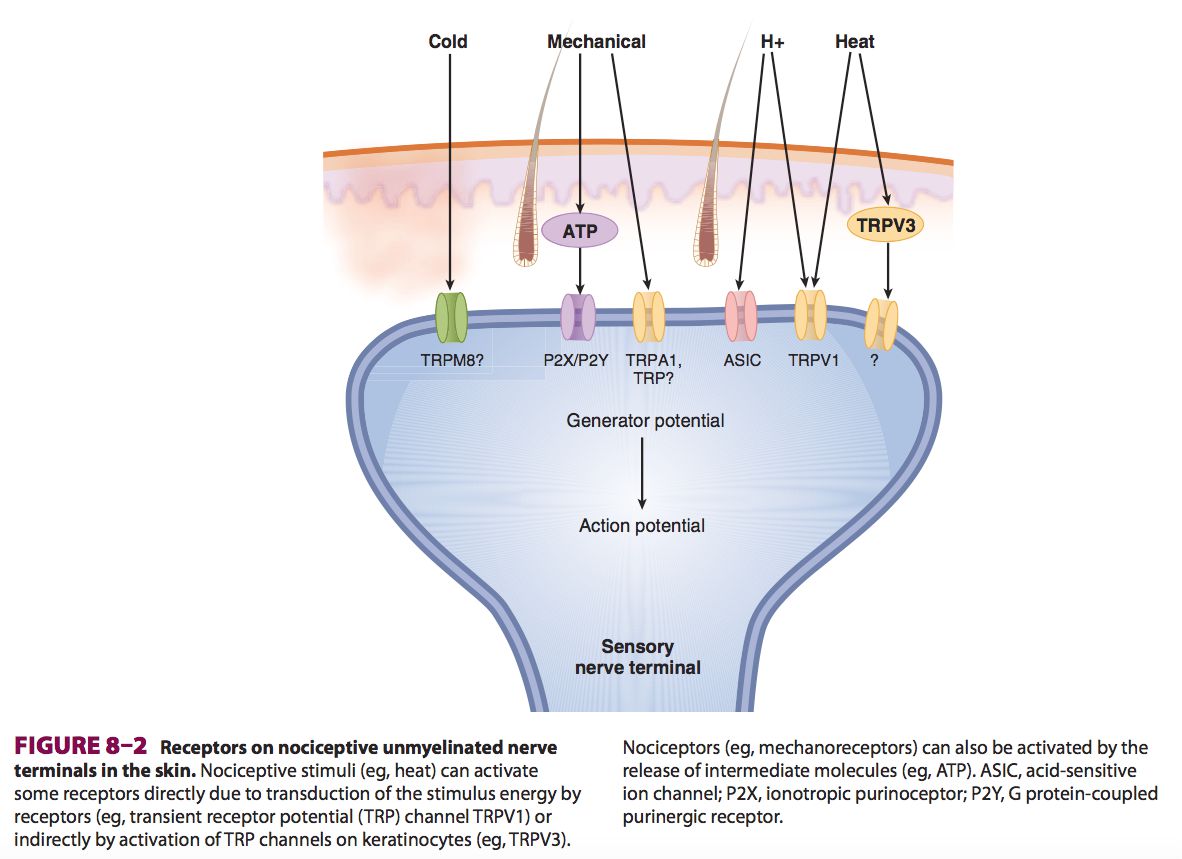 Cold
Mechanical
H+
Heat
ATP
TRPV3
TRPM8?
P2X/P2Y
TRPA1,
TRP?
ASIC
TRPV1
?
Generator potential
Action potential
Sensory
nerve terminal
FIGURE 8–2 Receptors on nociceptive unmyelinated nerve
terminals in the skin. Nociceptive stimuli (eg, heat) can activate
some receptors directly due to transduction of the stimulus energy by
receptors (eg, transient receptor potential (TRP) channel TRPV1) or
indirectly by activation of TRP channels on keratinocytes (eg, TRPV3).
Nociceptors (eg, mechanoreceptors) can also be activated by the
release of intermediate molecules (eg, ATP). ASIC, acid-sensitive
ion channel; P2X, ionotropic purinoceptor; P2Y, G protein-coupled
purinergic receptor.